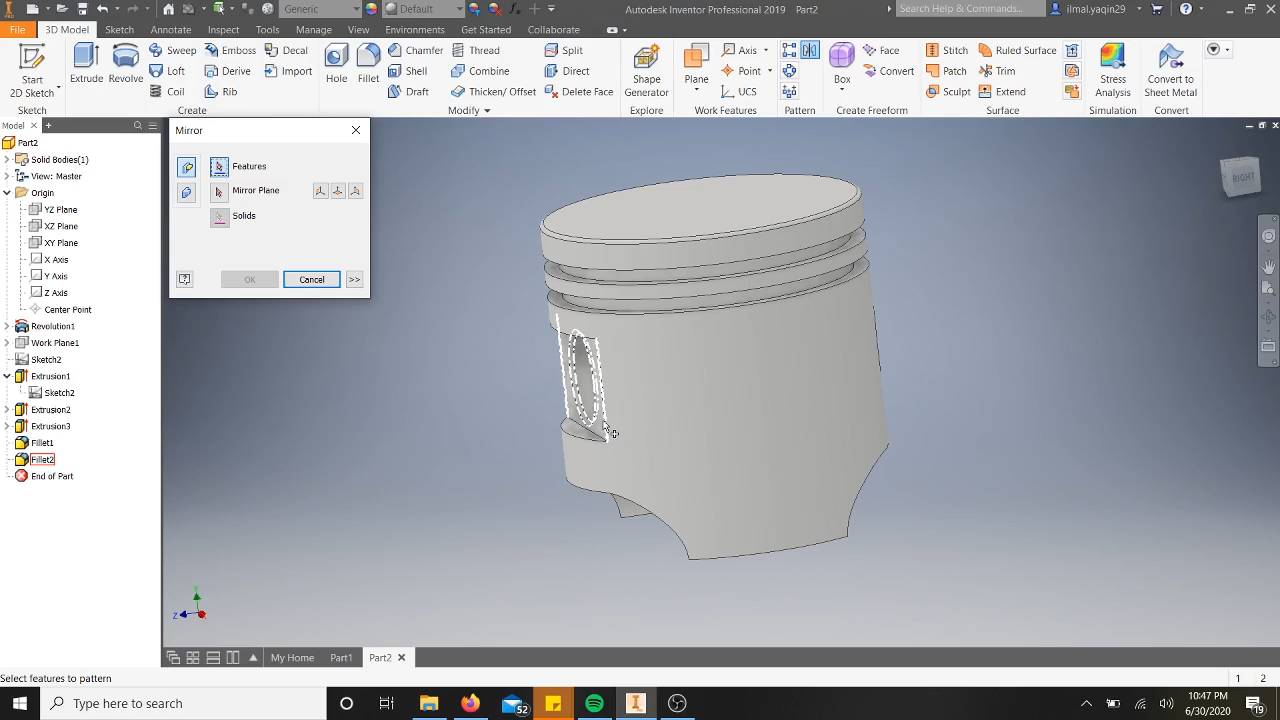 Generic
Default
Autodesk Inventor Professional 2019 Part2
Search Help & Commands...
ilmal.yaqin29
File
3D Model
Sketch
Annotate
Inspect
Tools
Manage
View
Environments
Get Started
Collaborate
Start
2D Sketch
Sketch
Extrude
Revolve
Sweep
Loft
Coil
Emboss
Derive
Rib
Decal
Import
Create
Hole
Fillet
Chamfer
Shell
Draft
Thread
Combine
Thicken/ Offset
Split
Direct
Delete Face
Modify
Shape
Generator
Explore
Plane
Axis
Point
UCS
Work Features
Pattern
Box
Face
Convert
Create Freeform
Stitch
Patch
Sculpt
Ruled Surface
Trim
Extend
Surface
Stress
Analysis
Simulation
Convert to
Sheet Metal
Convert
Model
Part2
Solid Bodies(1)
View: Master
Origin
YZ Plane
XZ Plane
XY Plane
X Axis
Y Axis
Z Axis
Center Point
Revolution1
Work Plane1
Sketch2
Extrusion1
Sketch2
Extrusion2
Extrusion3
Fillet1
Fillet2
End of Part
Mirror
Features
Mirror Plane
Solids
OK
Cancel
>>
RIGHT
Z
My Home
Part1
Part2
Select features to pattern
1
2
Type here to search
52
10:47 PM
6/30/2020
19